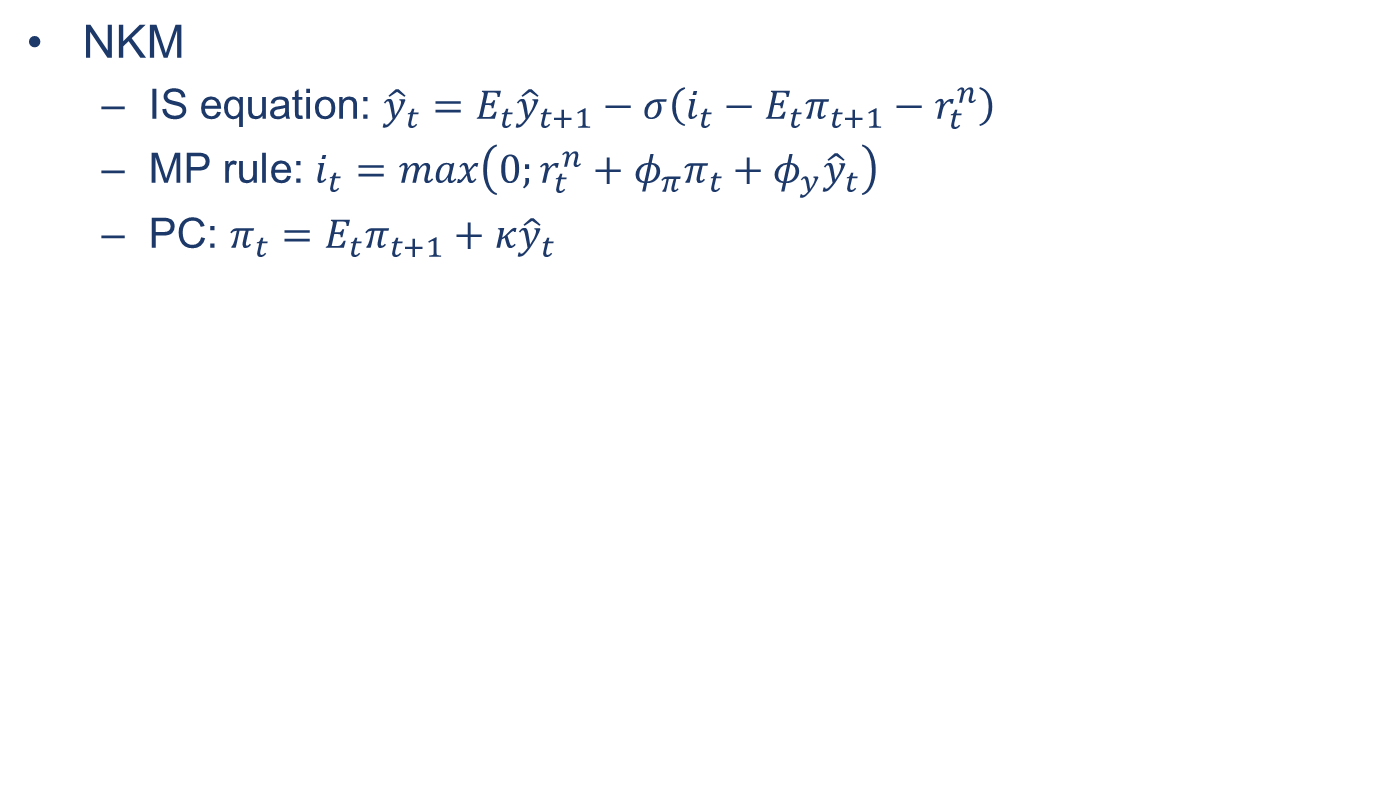 • NKM
– IS equation: ŷ_t = E_t ŷ_{t+1} − σ(i_t − E_t π_{t+1} − r_t^n)
– MP rule: i_t = max(0; r_t^n + ϕ_π π_t + ϕ_y ŷ_t)
– PC: π_t = E_t π_{t+1} + κŷ_t